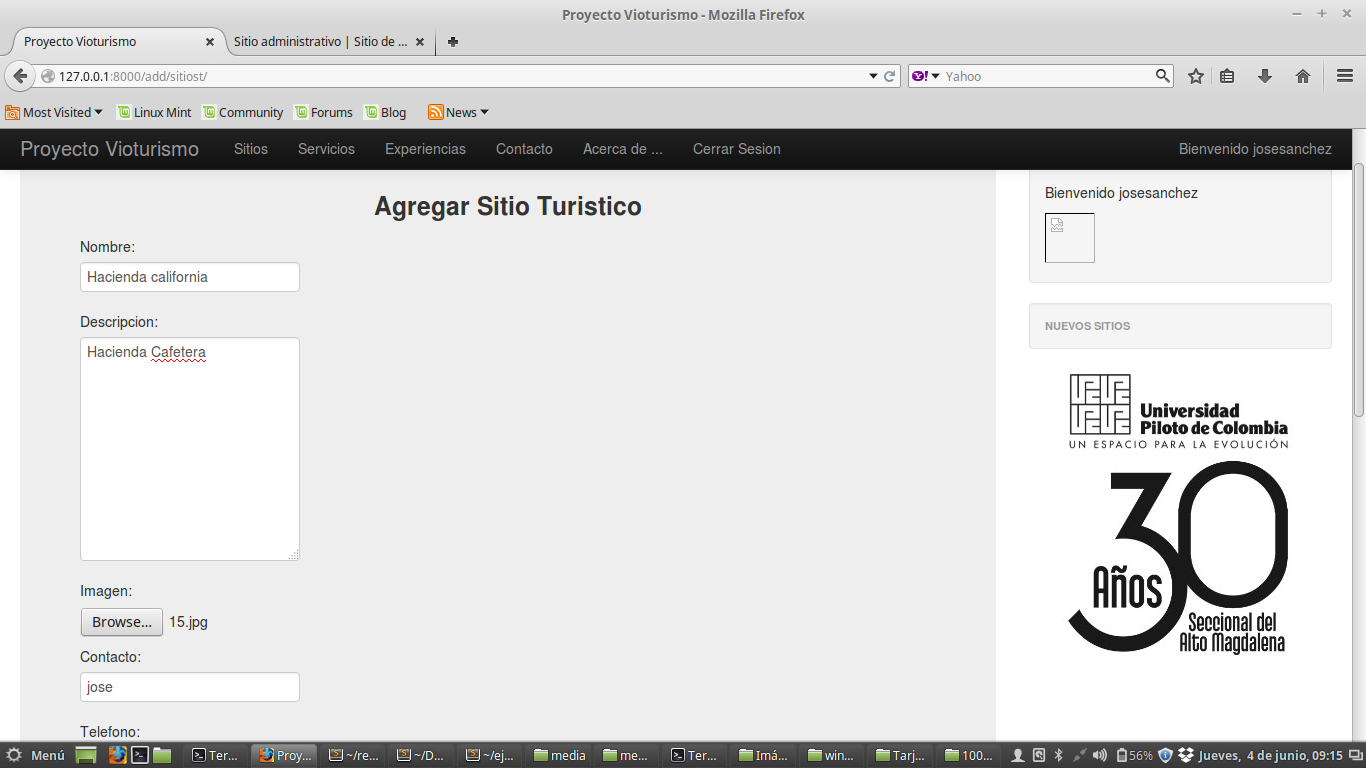 Proyecto Vioturismo - Mozilla Firefox
Proyecto Vioturismo
Sitio administrativo | Sitio de ...
127.0.0.1:8000/add/sitiost/
Yahoo
Most Visited
Linux Mint
Community
Forums
Blog
News
Proyecto Vioturismo
Sitios
Servicios
Experiencias
Contacto
Acerca de ...
Cerrar Sesion
Bienvenido josesanchez
Agregar Sitio Turistico
Nombre:
Hacienda california
Descripcion:
Hacienda Cafetera
Imagen:
Browse... 15.jpg
Contacto:
jose
Telefono:
Bienvenido josesanchez
NUEVOS SITIOS
Universidad
Piloto de Colombia
UN ESPACIO PARA LA EVOLUCIÓN
30
Años
Seccional del
Alto Magdalena
Menú
Ter...
Proy...
~/re...
~/D...
~/ej...
media
me...
Ter...
Imá...
win...
Tarj...
100...
56%
Jueves, 4 de junio, 09:15